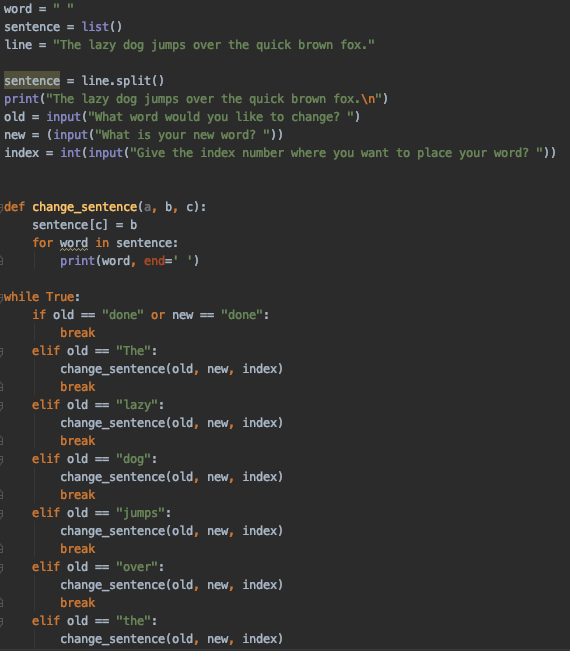 word = " "
sentence = list()
line = "The lazy dog jumps over the quick brown fox."
sentence = line.split()
print("The lazy dog jumps over the quick brown fox.\n")
old = input("What word would you like to change? ")
new = (input("What is your new word? "))
index = int(input("Give the index number where you want to place your word? "))
def change_sentence(a, b, c):
    sentence[c] = b
    for word in sentence:
        print(word, end=' ')
while True:
    if old == "done" or new == "done":
        break
    elif old == "The":
        change_sentence(old, new, index)
        break
    elif old == "lazy":
        change_sentence(old, new, index)
        break
    elif old == "dog":
        change_sentence(old, new, index)
        break
    elif old == "jumps":
        change_sentence(old, new, index)
        break
    elif old == "over":
        change_sentence(old, new, index)
        break
    elif old == "the":
        change_sentence(old, new, index)